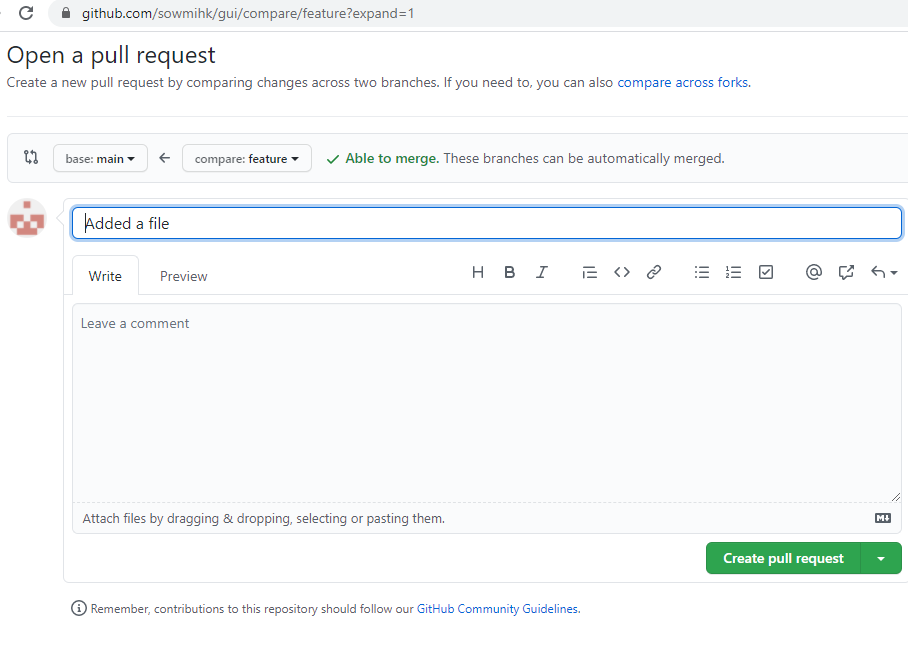 github.com/sowmihk/gui/compare/feature?expand=1
Open a pull request
Create a new pull request by comparing changes across two branches. If you need to, you can also compare across forks.
base: main compare: feature Able to merge. These branches can be automatically merged.
Added a file
Write Preview H B I
Leave a comment
Attach files by dragging & dropping, selecting or pasting them.
Create pull request
Remember, contributions to this repository should follow our GitHub Community Guidelines.